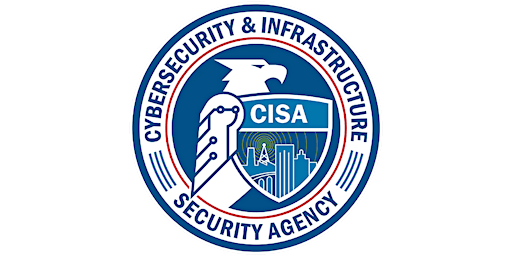 CYBERSECURITY & INFRASTRUCTURE
CISA
SECURITY AGENCY